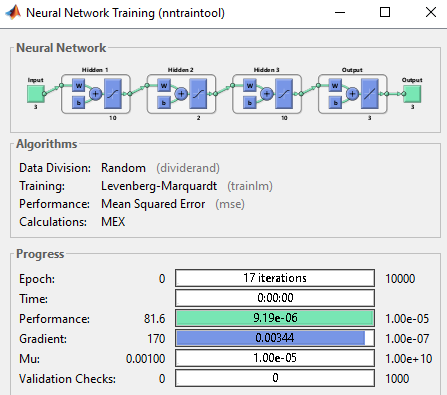 Neural Network Training (nntraintool)
Neural Network
Hidden 1 Hidden 2 Hidden 3 Output
Input Output
W W W W
b b b b
+ + + +
3 3
10 2 10 3
Algorithms
Data Division: Random (dividerand)
Training: Levenberg-Marquardt (trainlm)
Performance: Mean Squared Error (mse)
Calculations: MEX
Progress
Epoch: 0 17 iterations 10000
Time: 0:00:00
Performance: 81.6 9.19e-06 1.00e-05
Gradient: 170 0.00344 1.00e-07
Mu: 0.00100 1.00e-05 1.00e+10
Validation Checks: 0 0 1000